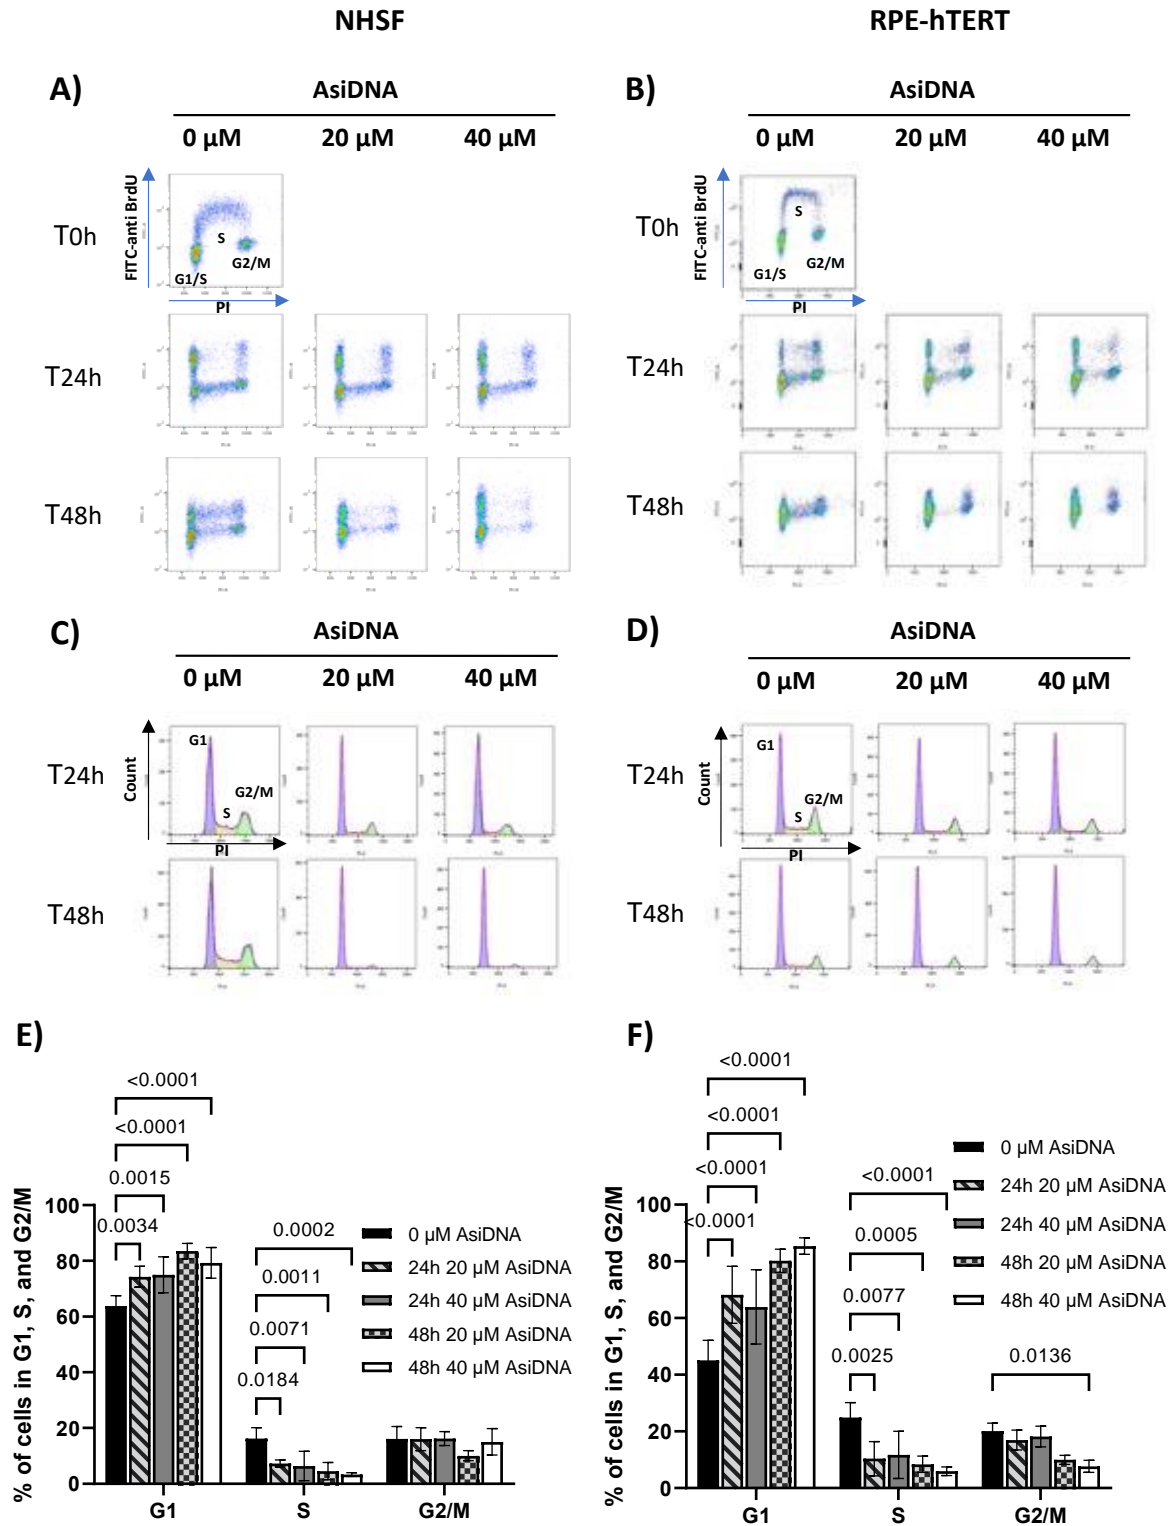 NHSF
RPE-hTERT
A)
AsiDNA
0 µM 20 µM 40 µM
FITC-anti BrdU
T0h
S
G1/S
G2/M
PI
T24h
T48h
B)
AsiDNA
0 µM 20 µM 40 µM
FITC-anti BrdU
T0h
S
G1/S
G2/M
PI
T24h
T48h
C)
AsiDNA
0 µM 20 µM 40 µM
T24h
Count
G1
S
G2/M
PI
T48h
D)
AsiDNA
0 µM 20 µM 40 µM
T24h
Count
G1
S
G2/M
PI
T48h
E)
% of cells in G1, S, and G2/M
100
80
60
40
20
0
<0.0001
<0.0001
0.0015
0.0034
0.0002
0.0011
0.0071
0.0184
0 µM AsiDNA
24h 20 µM AsiDNA
24h 40 µM AsiDNA
48h 20 µM AsiDNA
48h 40 µM AsiDNA
G1 S G2/M
F)
% of cells in G1, S, and G2/M
100
80
60
40
20
0
<0.0001
<0.0001
<0.0001
<0.0001
<0.0001
0.0005
0.0077
0.0025
0.0136
0 µM AsiDNA
24h 20 µM AsiDNA
24h 40 µM AsiDNA
48h 20 µM AsiDNA
48h 40 µM AsiDNA
G1 S G2/M